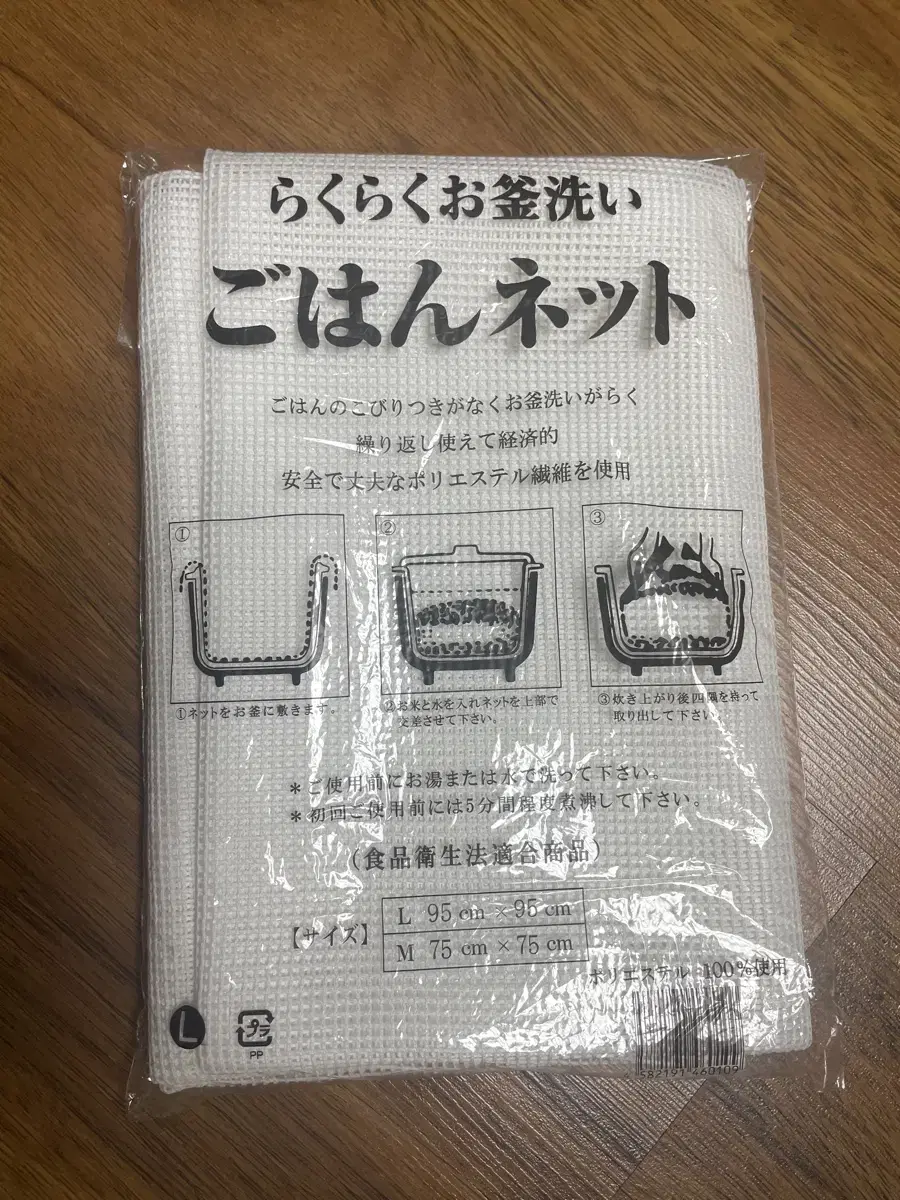 らくらくお釜洗い
ごはんネット
ごはんのこびりつきがなくお釜洗いがらく
繰り返し使えて経済的
安全で丈夫なポリエステル繊維を使用
①
②
③
①ネットをお釜に敷きます。
②お米と水を入れネットを上部で
交差させて下さい。
③炊き上がり後四隅を持って
取り出して下さい。
＊ご使用前にお湯または水で洗って下さい。
＊初回ご使用前には5分間程度煮沸して下さい。
（食品衛生法適合商品）
【サイズ】
L 95 cm × 95 cm
M 75 cm × 75 cm
ポリエステル 100%使用
L
プラ
PP
582191 460109